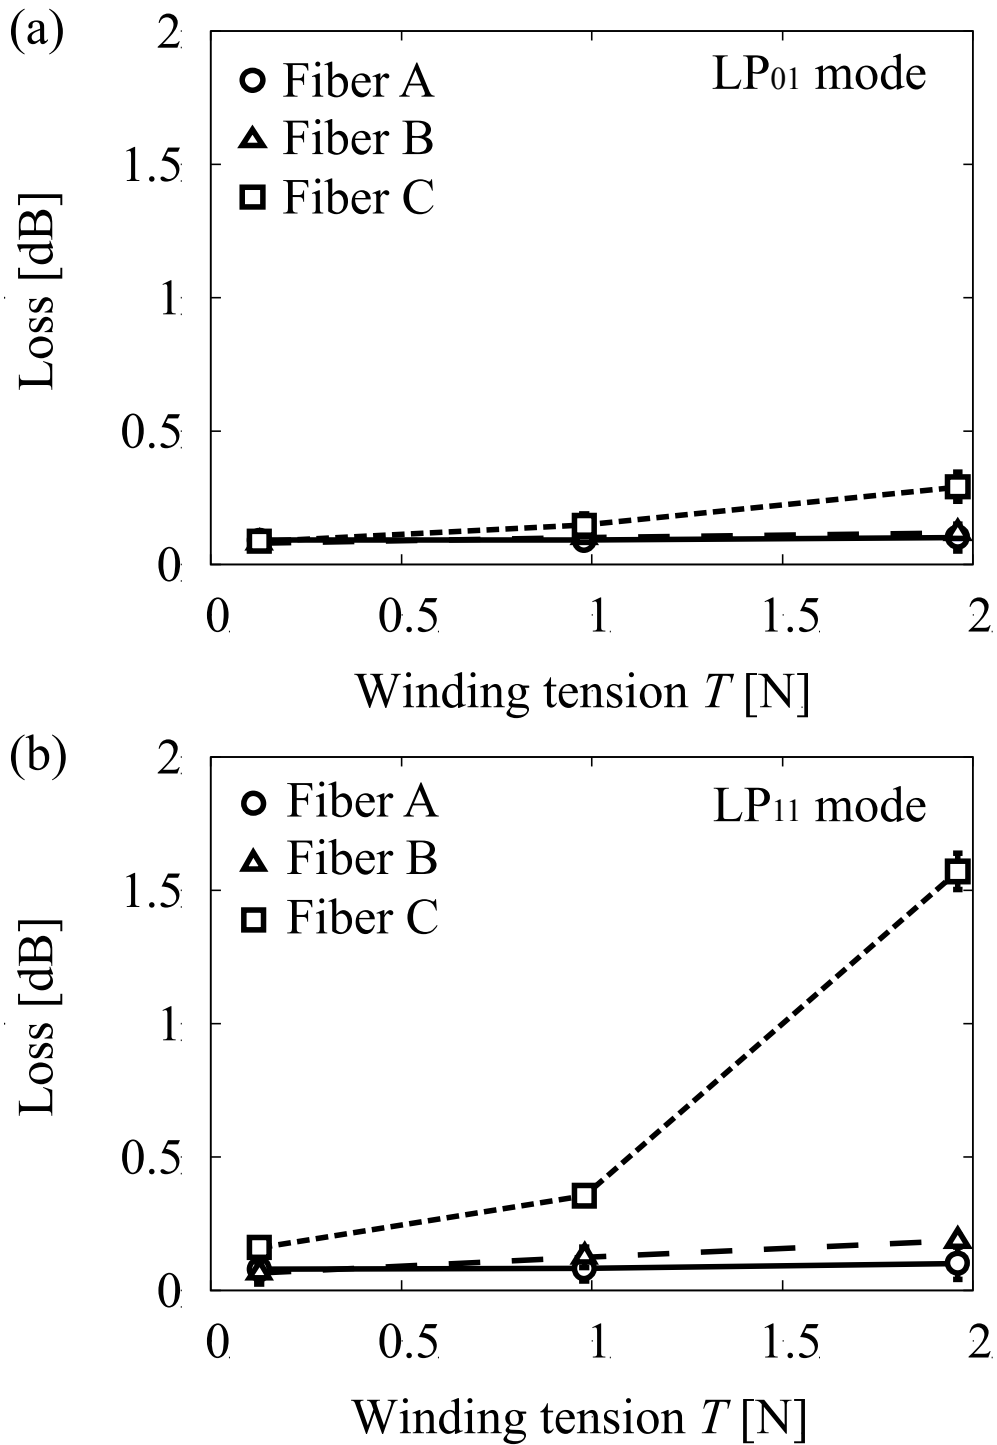 (a)
2
LP01 mode
Fiber A
Fiber B
Fiber C
1.5
1
0.5
0
Loss [dB]
0 0.5 1 1.5 2
Winding tension T [N]
(b)
2
LP11 mode
Fiber A
Fiber B
Fiber C
1.5
1
0.5
0
Loss [dB]
0 0.5 1 1.5 2
Winding tension T [N]